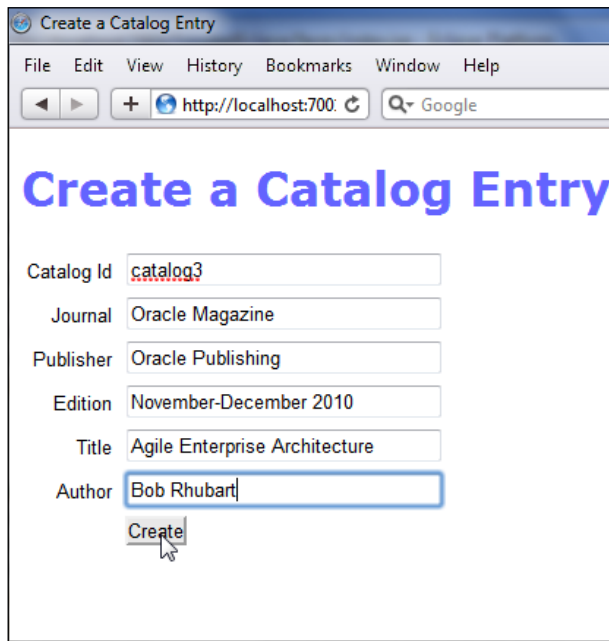 Create a Catalog Entry
File Edit View History Bookmarks Window Help
http://localhost:700 Google
Create a Catalog Entry
Catalog Id catalog3
Journal Oracle Magazine
Publisher Oracle Publishing
Edition November-December 2010
Title Agile Enterprise Architecture
Author Bob Rhubart
Create